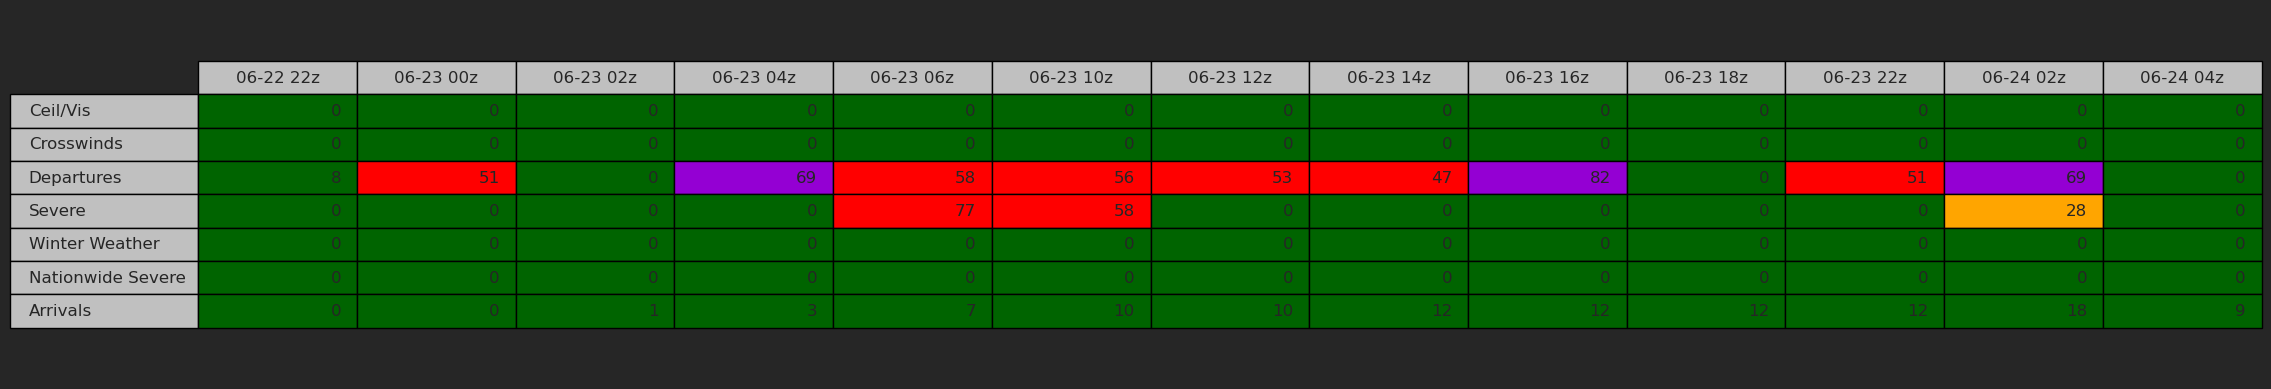 06-22 22z 06-23 00z 06-23 02z 06-23 04z 06-23 06z 06-23 10z 06-23 12z 06-23 14z 06-23 16z 06-23 18z 06-23 22z 06-24 02z 06-24 04z
Ceil/Vis 0 0 0 0 0 0 0 0 0 0 0 0 0
Crosswinds 0 0 0 0 0 0 0 0 0 0 0 0 0
Departures 8 51 0 69 58 56 53 47 82 0 51 69 0
Severe 0 0 0 0 77 58 0 0 0 0 0 28 0
Winter Weather 0 0 0 0 0 0 0 0 0 0 0 0 0
Nationwide Severe 0 0 0 0 0 0 0 0 0 0 0 0 0
Arrivals 0 0 1 3 7 10 10 12 12 12 12 18 9